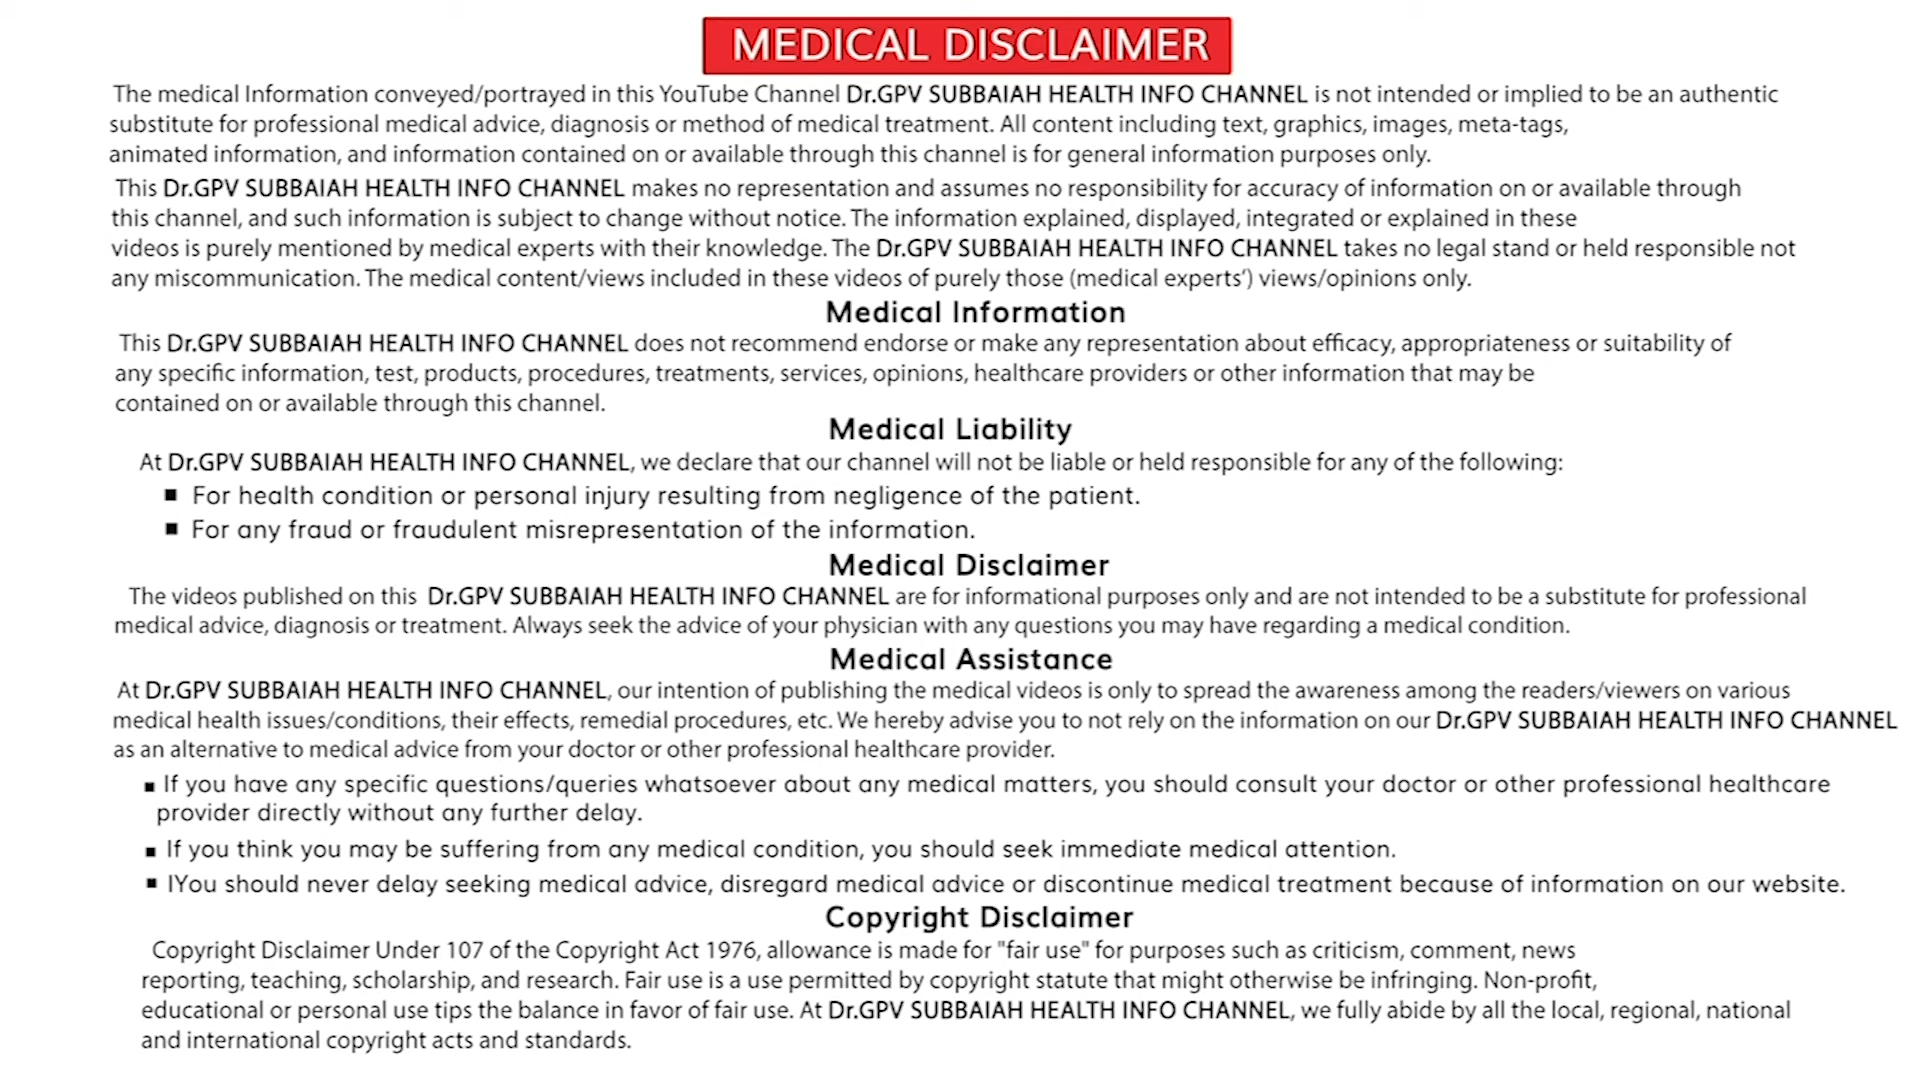 MEDICAL DISCLAIMER
The medical Information conveyed/portrayed in this YouTube Channel Dr.GPV SUBBAIAH HEALTH INFO CHANNEL is not intended or implied to be an authentic
substitute for professional medical advice, diagnosis or method of medical treatment. All content including text, graphics, images, meta-tags,
animated information, and information contained on or available through this channel is for general information purposes only.
This Dr.GPV SUBBAIAH HEALTH INFO CHANNEL makes no representation and assumes no responsibility for accuracy of information on or available through
this channel, and such information is subject to change without notice. The information explained, displayed, integrated or explained in these
videos is purely mentioned by medical experts with their knowledge. The Dr.GPV SUBBAIAH HEALTH INFO CHANNEL takes no legal stand or held responsible not
any miscommunication. The medical content/views included in these videos of purely those (medical experts’) views/opinions only.
Medical Information
This Dr.GPV SUBBAIAH HEALTH INFO CHANNEL does not recommend endorse or make any representation about efficacy, appropriateness or suitability of
any specific information, test, products, procedures, treatments, services, opinions, healthcare providers or other information that may be
contained on or available through this channel.
Medical Liability
At Dr.GPV SUBBAIAH HEALTH INFO CHANNEL, we declare that our channel will not be liable or held responsible for any of the following:
■ For health condition or personal injury resulting from negligence of the patient.
■ For any fraud or fraudulent misrepresentation of the information.
Medical Disclaimer
The videos published on this Dr.GPV SUBBAIAH HEALTH INFO CHANNEL are for informational purposes only and are not intended to be a substitute for professional
medical advice, diagnosis or treatment. Always seek the advice of your physician with any questions you may have regarding a medical condition.
Medical Assistance
At Dr.GPV SUBBAIAH HEALTH INFO CHANNEL, our intention of publishing the medical videos is only to spread the awareness among the readers/viewers on various
medical health issues/conditions, their effects, remedial procedures, etc. We hereby advise you to not rely on the information on our Dr.GPV SUBBAIAH HEALTH INFO CHANNEL
as an alternative to medical advice from your doctor or other professional healthcare provider.
■ If you have any specific questions/queries whatsoever about any medical matters, you should consult your doctor or other professional healthcare
provider directly without any further delay.
■ If you think you may be suffering from any medical condition, you should seek immediate medical attention.
■ IYou should never delay seeking medical advice, disregard medical advice or discontinue medical treatment because of information on our website.
Copyright Disclaimer
Copyright Disclaimer Under 107 of the Copyright Act 1976, allowance is made for "fair use" for purposes such as criticism, comment, news
reporting, teaching, scholarship, and research. Fair use is a use permitted by copyright statute that might otherwise be infringing. Non-profit,
educational or personal use tips the balance in favor of fair use. At Dr.GPV SUBBAIAH HEALTH INFO CHANNEL, we fully abide by all the local, regional, national
and international copyright acts and standards.